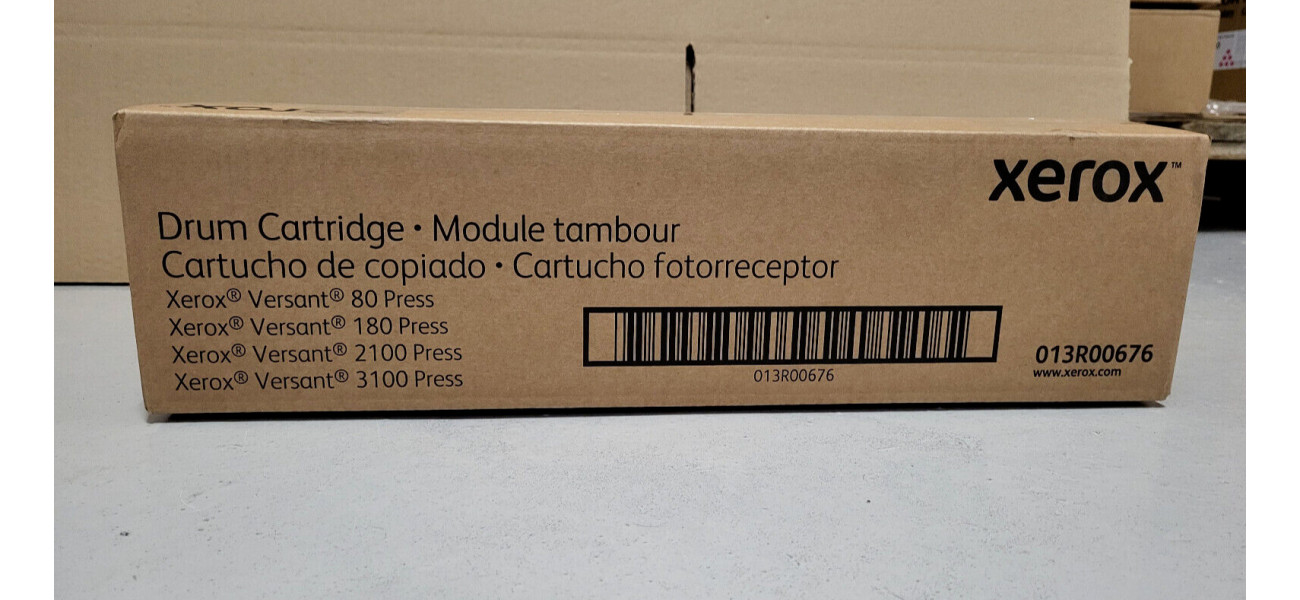 xerox™
Drum Cartridge • Module tambour
Cartucho de copiado • Cartucho fotorreceptor
Xerox® Versant® 80 Press
Xerox® Versant® 180 Press
Xerox® Versant® 2100 Press
Xerox® Versant® 3100 Press
013R00676
013R00676
www.xerox.com